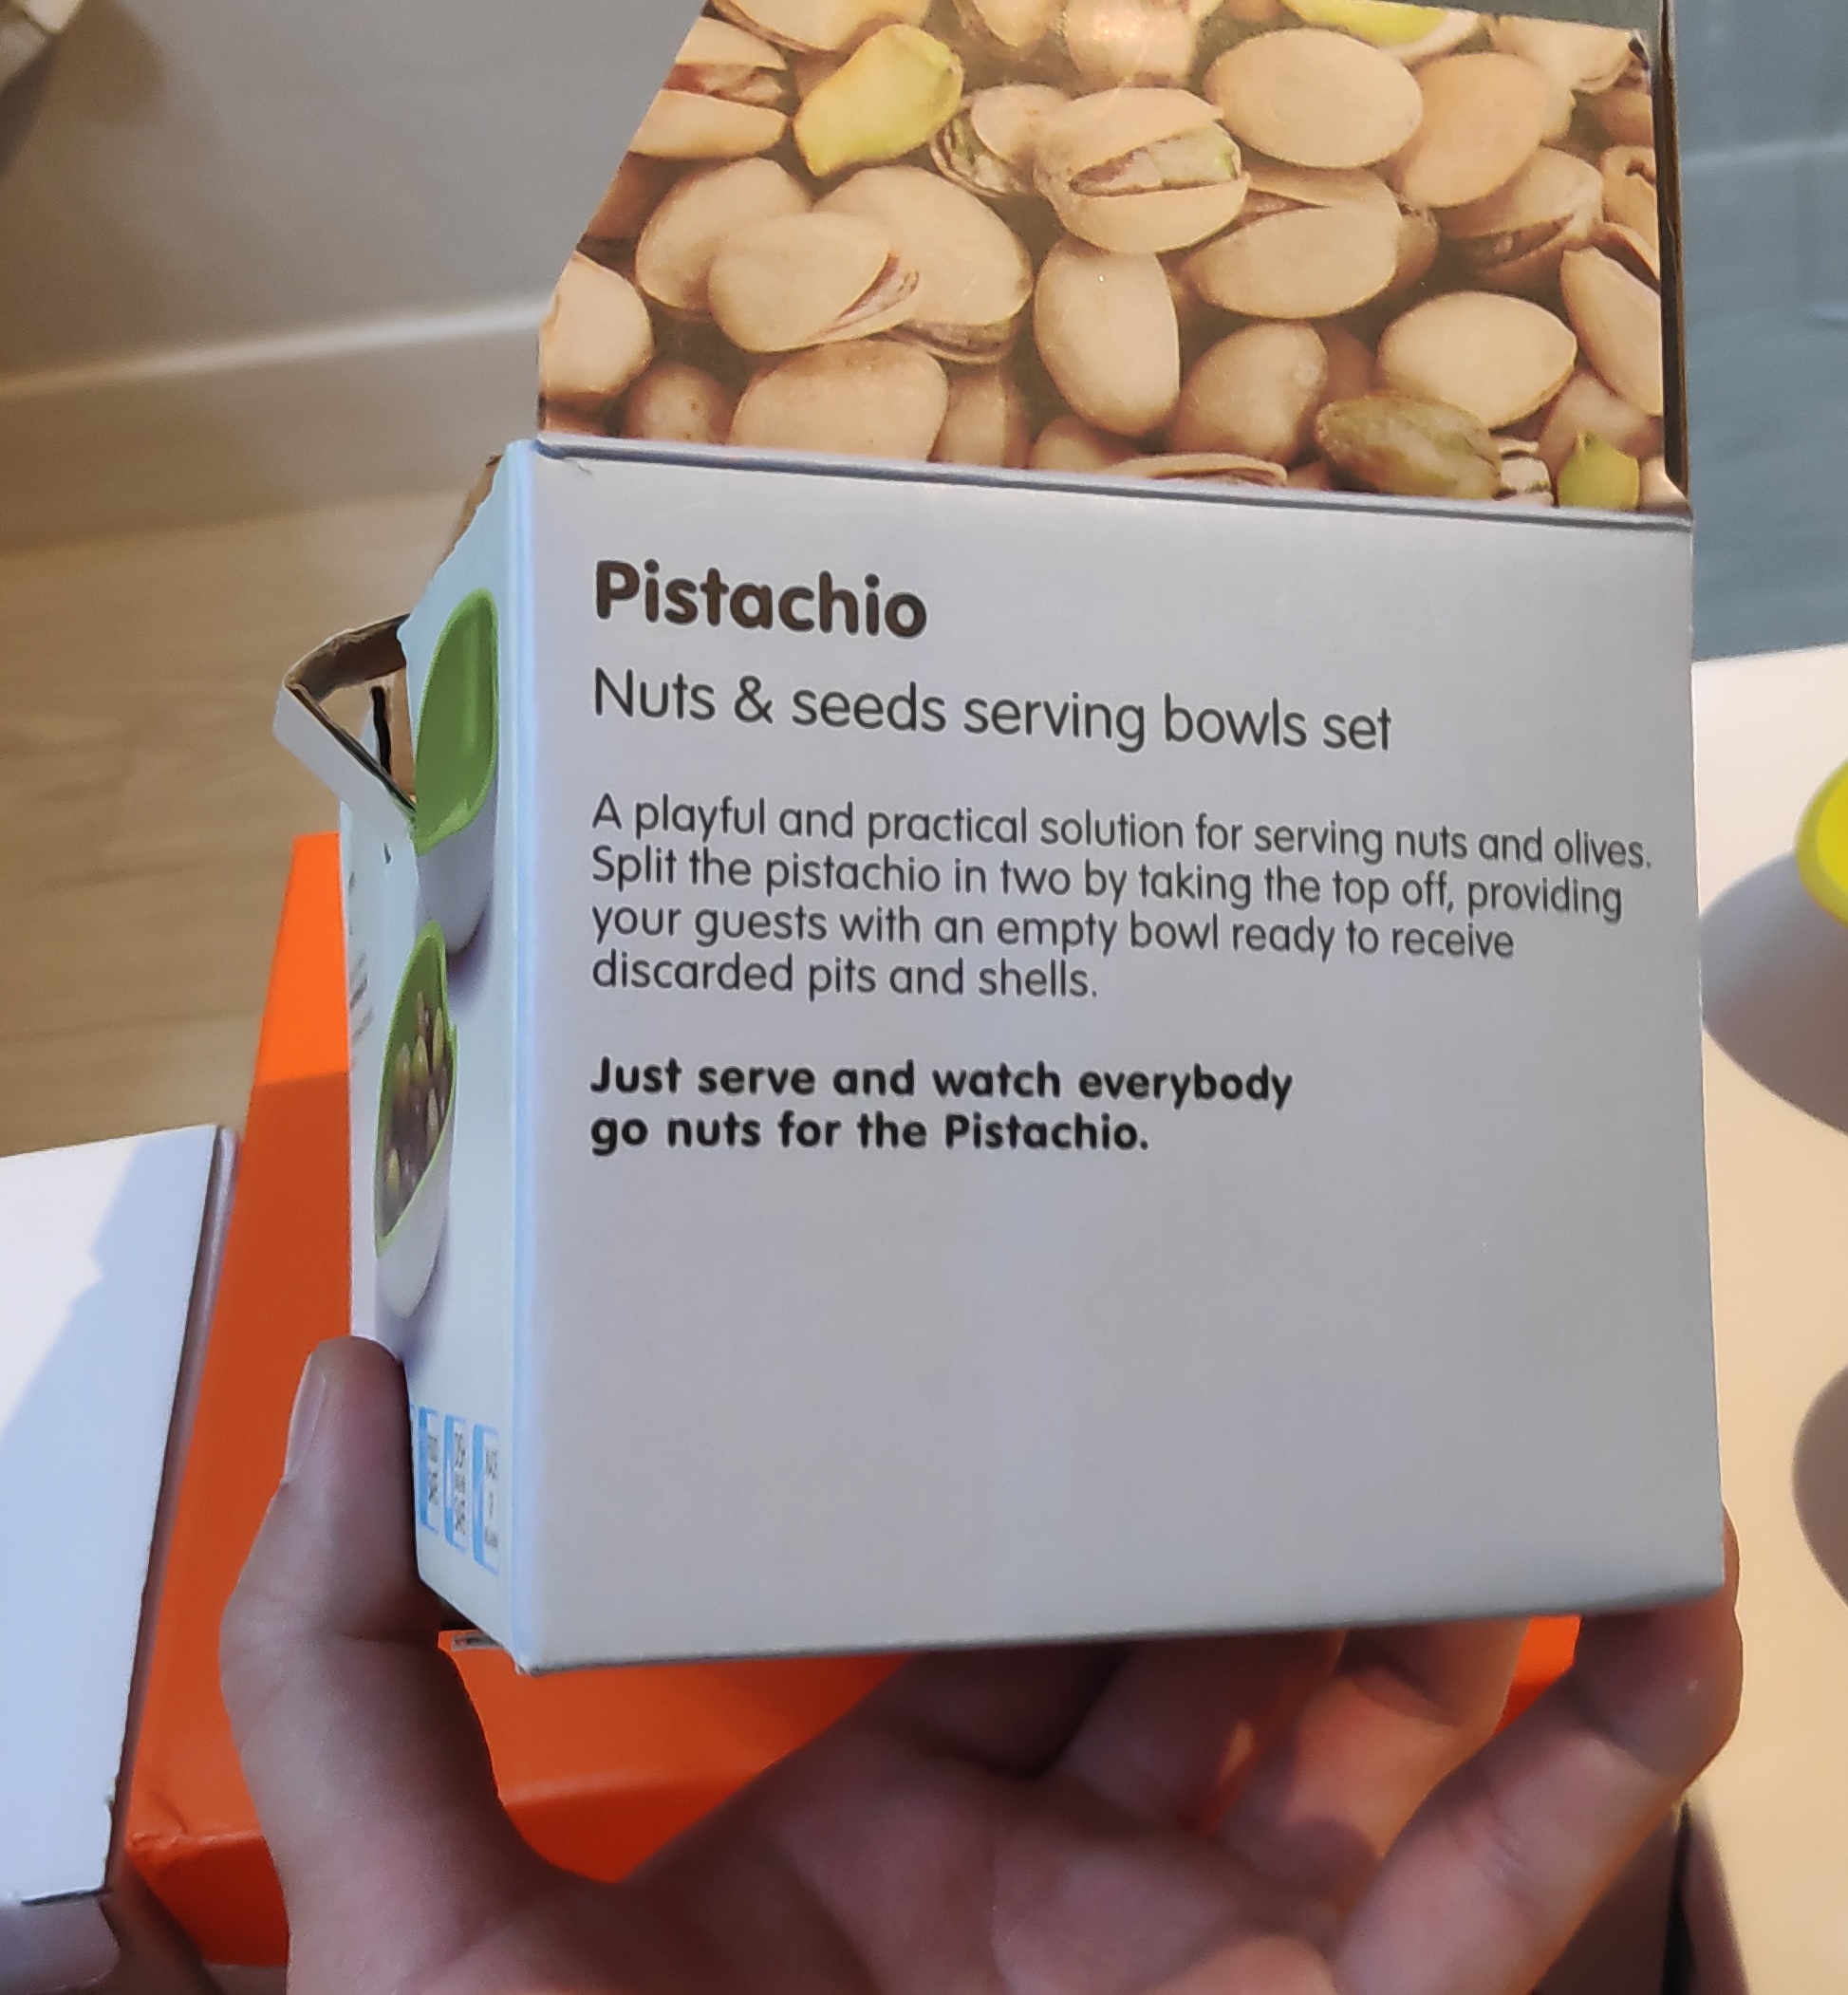 Pistachio
Nuts & seeds serving bowls set
A playful and practical solution for serving nuts and olives.
Split the pistachio in two by taking the top off, providing
your guests with an empty bowl ready to receive
discarded pits and shells.
Just serve and watch everybody
go nuts for the Pistachio.